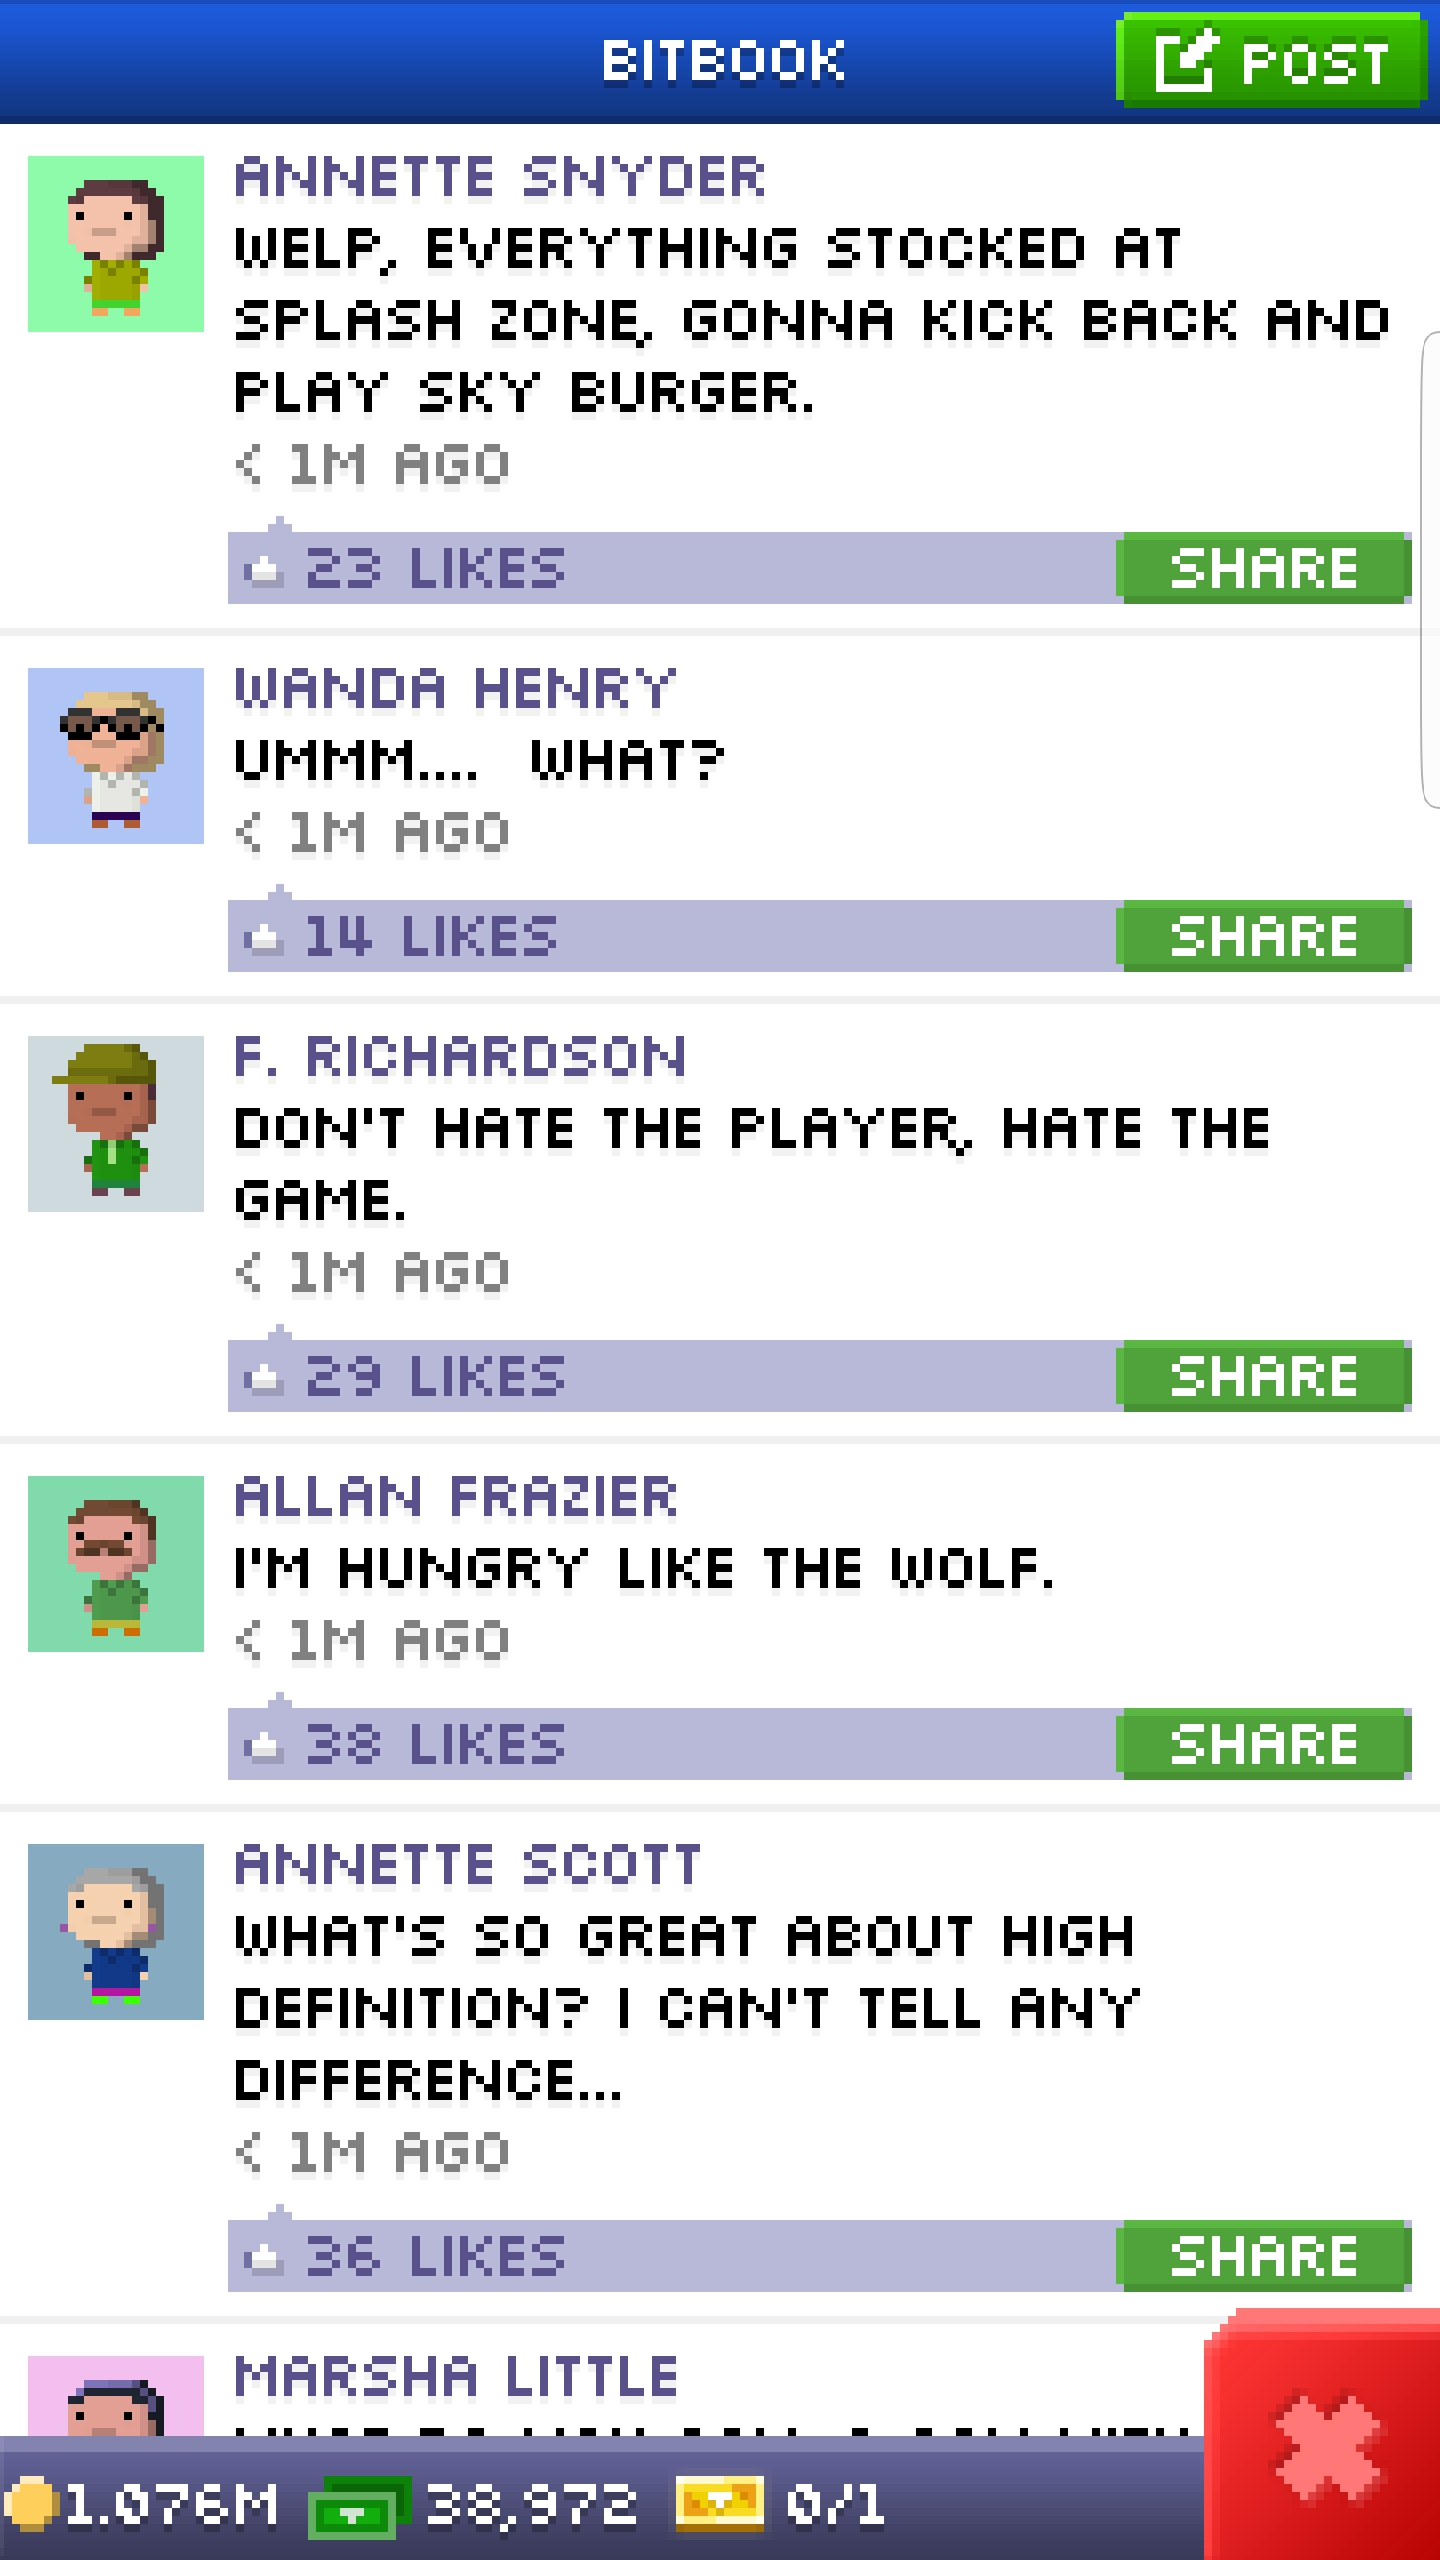 BITBOOK
POST
ANNETTE SNYDER
WELP, EVERYTHING STOCKED AT
SPLASH ZONE, GONNA KICK BACK AND
PLAY SKY BURGER.
< 1M AGO
23 LIKES
SHARE
WANDA HENRY
UMMM.... WHAT?
< 1M AGO
14 LIKES
SHARE
F. RICHARDSON
DON'T HATE THE PLAYER, HATE THE
GAME.
< 1M AGO
29 LIKES
SHARE
ALLAN FRAZIER
I'M HUNGRY LIKE THE WOLF.
< 1M AGO
38 LIKES
SHARE
ANNETTE SCOTT
WHAT'S SO GREAT ABOUT HIGH
DEFINITION? I CAN'T TELL ANY
DIFFERENCE...
< 1M AGO
36 LIKES
SHARE
MARSHA LITTLE
1.076M
38,972
0/1